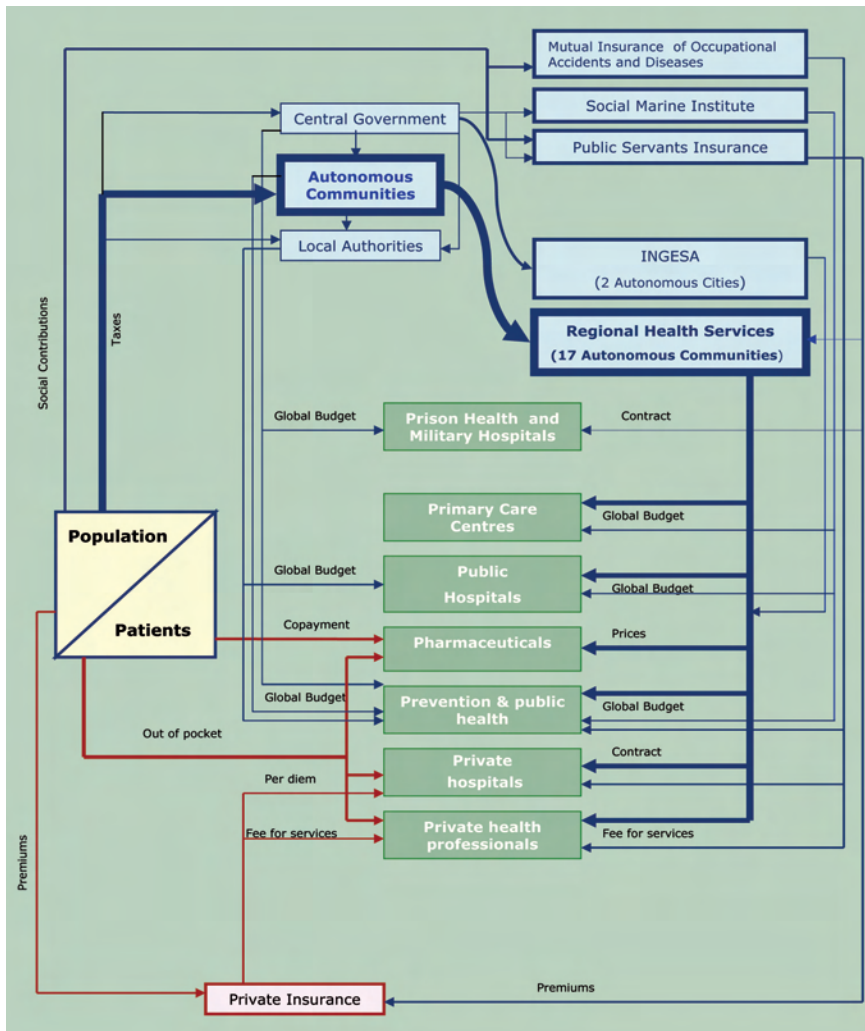 Mutual Insurance of Occupational
Accidents and Diseases
Social Marine Institute
Central Government
Public Servants Insurance
Autonomous
Communities
Local Authorities
INGESA
(2 Autonomous Cities)
Regional Health Services
(17 Autonomous Communities)
Social Contributions
Taxes
Global Budget
Prison Health and
Military Hospitals
Contract
Primary Care
Centres
Global Budget
Population
Patients
Global Budget
Public
Hospitals
Global Budget
Copayment
Pharmaceuticals
Prices
Global Budget
Prevention & public
health
Global Budget
Out of pocket
Private
hospitals
Contract
Per diem
Fee for services
Private health
professionals
Fee for services
Premiums
Private Insurance
Premiums